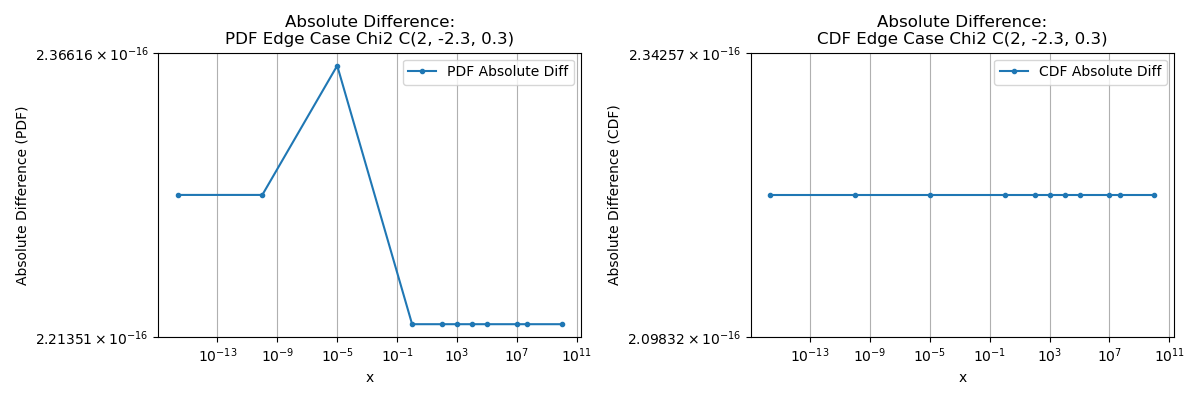 Absolute Difference:
PDF Edge Case Chi2 C(2, -2.3, 0.3)
2.36616 × 10⁻¹⁶
PDF Absolute Diff
Absolute Difference (PDF)
2.21351 × 10⁻¹⁶
10⁻¹³ 10⁻⁹ 10⁻⁵ 10⁻¹ 10³ 10⁷ 10¹¹
x
Absolute Difference:
CDF Edge Case Chi2 C(2, -2.3, 0.3)
2.34257 × 10⁻¹⁶
CDF Absolute Diff
Absolute Difference (CDF)
2.09832 × 10⁻¹⁶
10⁻¹³ 10⁻⁹ 10⁻⁵ 10⁻¹ 10³ 10⁷ 10¹¹
x